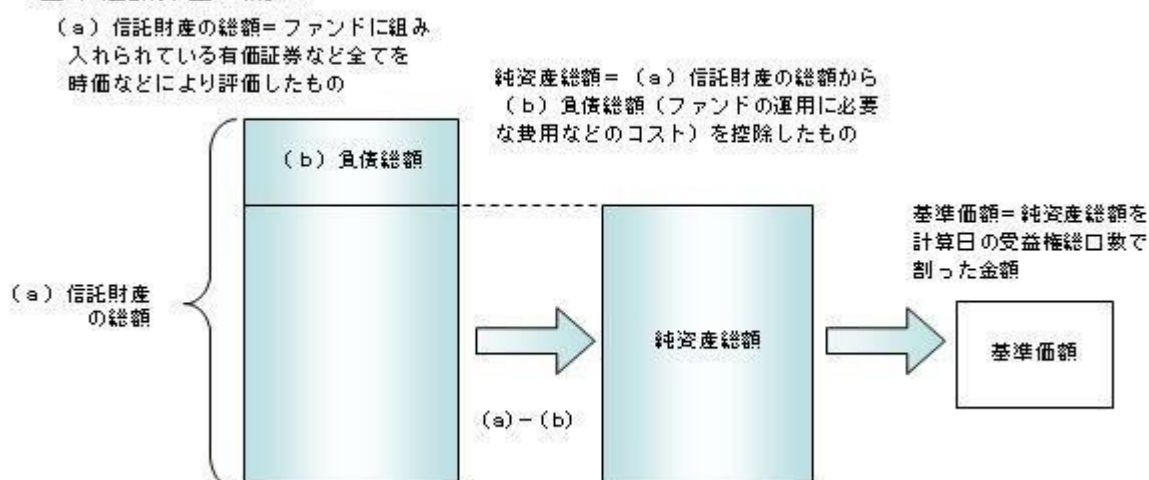 (a)信託財産の総額=ファンドに組み
入れられている有価証券など全てを
時価などにより評価したもの
純資産総額=(a)信託財産の総額から
(b)負債総額(ファンドの運用に必要
な費用などのコスト)を控除したもの
(b)負債総額
基準価額=純資産総額を
計算日の受益権総口数で
割った金額
(a)信託財産
の総額
純資産総額
基準価額
(a)-(b)